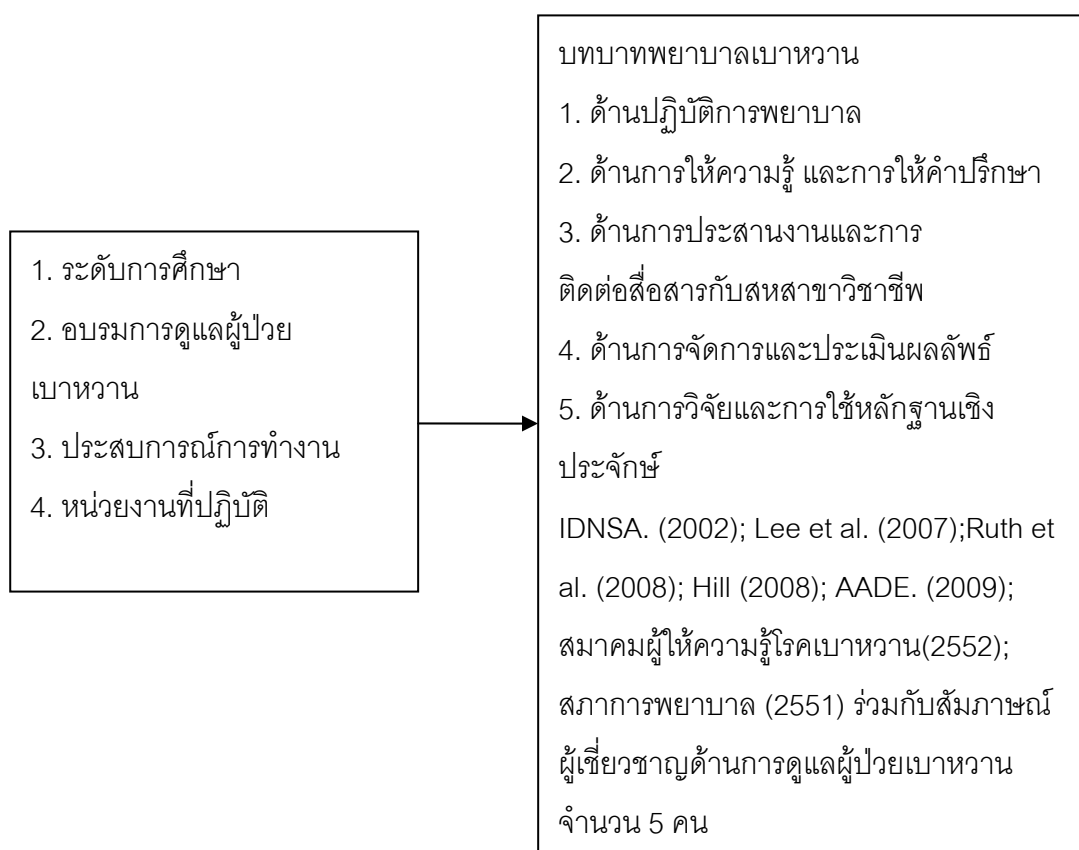 1. ระดับการศึกษา
2. อบรมการดูแลผู้ป่วย
เบาหวาน
3. ประสบการณ์การทำงาน
4. หน่วยงานที่ปฏิบัติ
บทบาทพยาบาลเบาหวาน
1. ด้านปฏิบัติการพยาบาล
2. ด้านการให้ความรู้ และการให้คำปรึกษา
3. ด้านการประสานงานและการ
ติดต่อสื่อสารกับสหสาขาวิชาชีพ
4. ด้านการจัดการและประเมินผลลัพธ์
5. ด้านการวิจัยและการใช้หลักฐานเชิง
ประจักษ์
IDNSA. (2002); Lee et al. (2007);Ruth et
al. (2008); Hill (2008); AADE. (2009);
สมาคมผู้ให้ความรู้โรคเบาหวาน(2552);
สภาการพยาบาล (2551) ร่วมกับสัมภาษณ์
ผู้เชี่ยวชาญด้านการดูแลผู้ป่วยเบาหวาน
จำนวน 5 คน